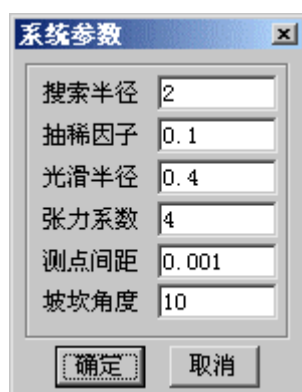 系统参数
搜索半径 2
抽稀因子 0.1
光滑半径 0.4
张力系数 4
测点间距 0.001
坡坎角度 10
确定 取消